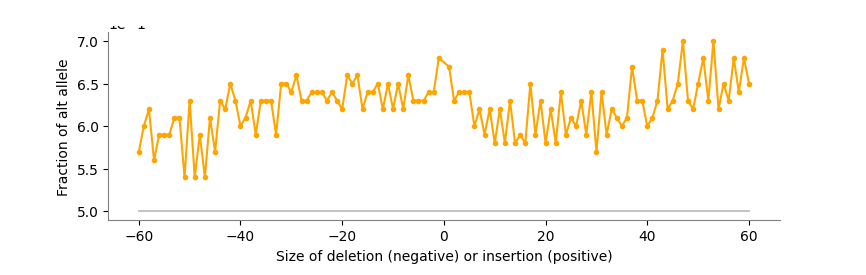 7.0
6.5
6.0
5.5
5.0
Fraction of alt allele
−60 −40 −20 0 20 40 60
Size of deletion (negative) or insertion (positive)